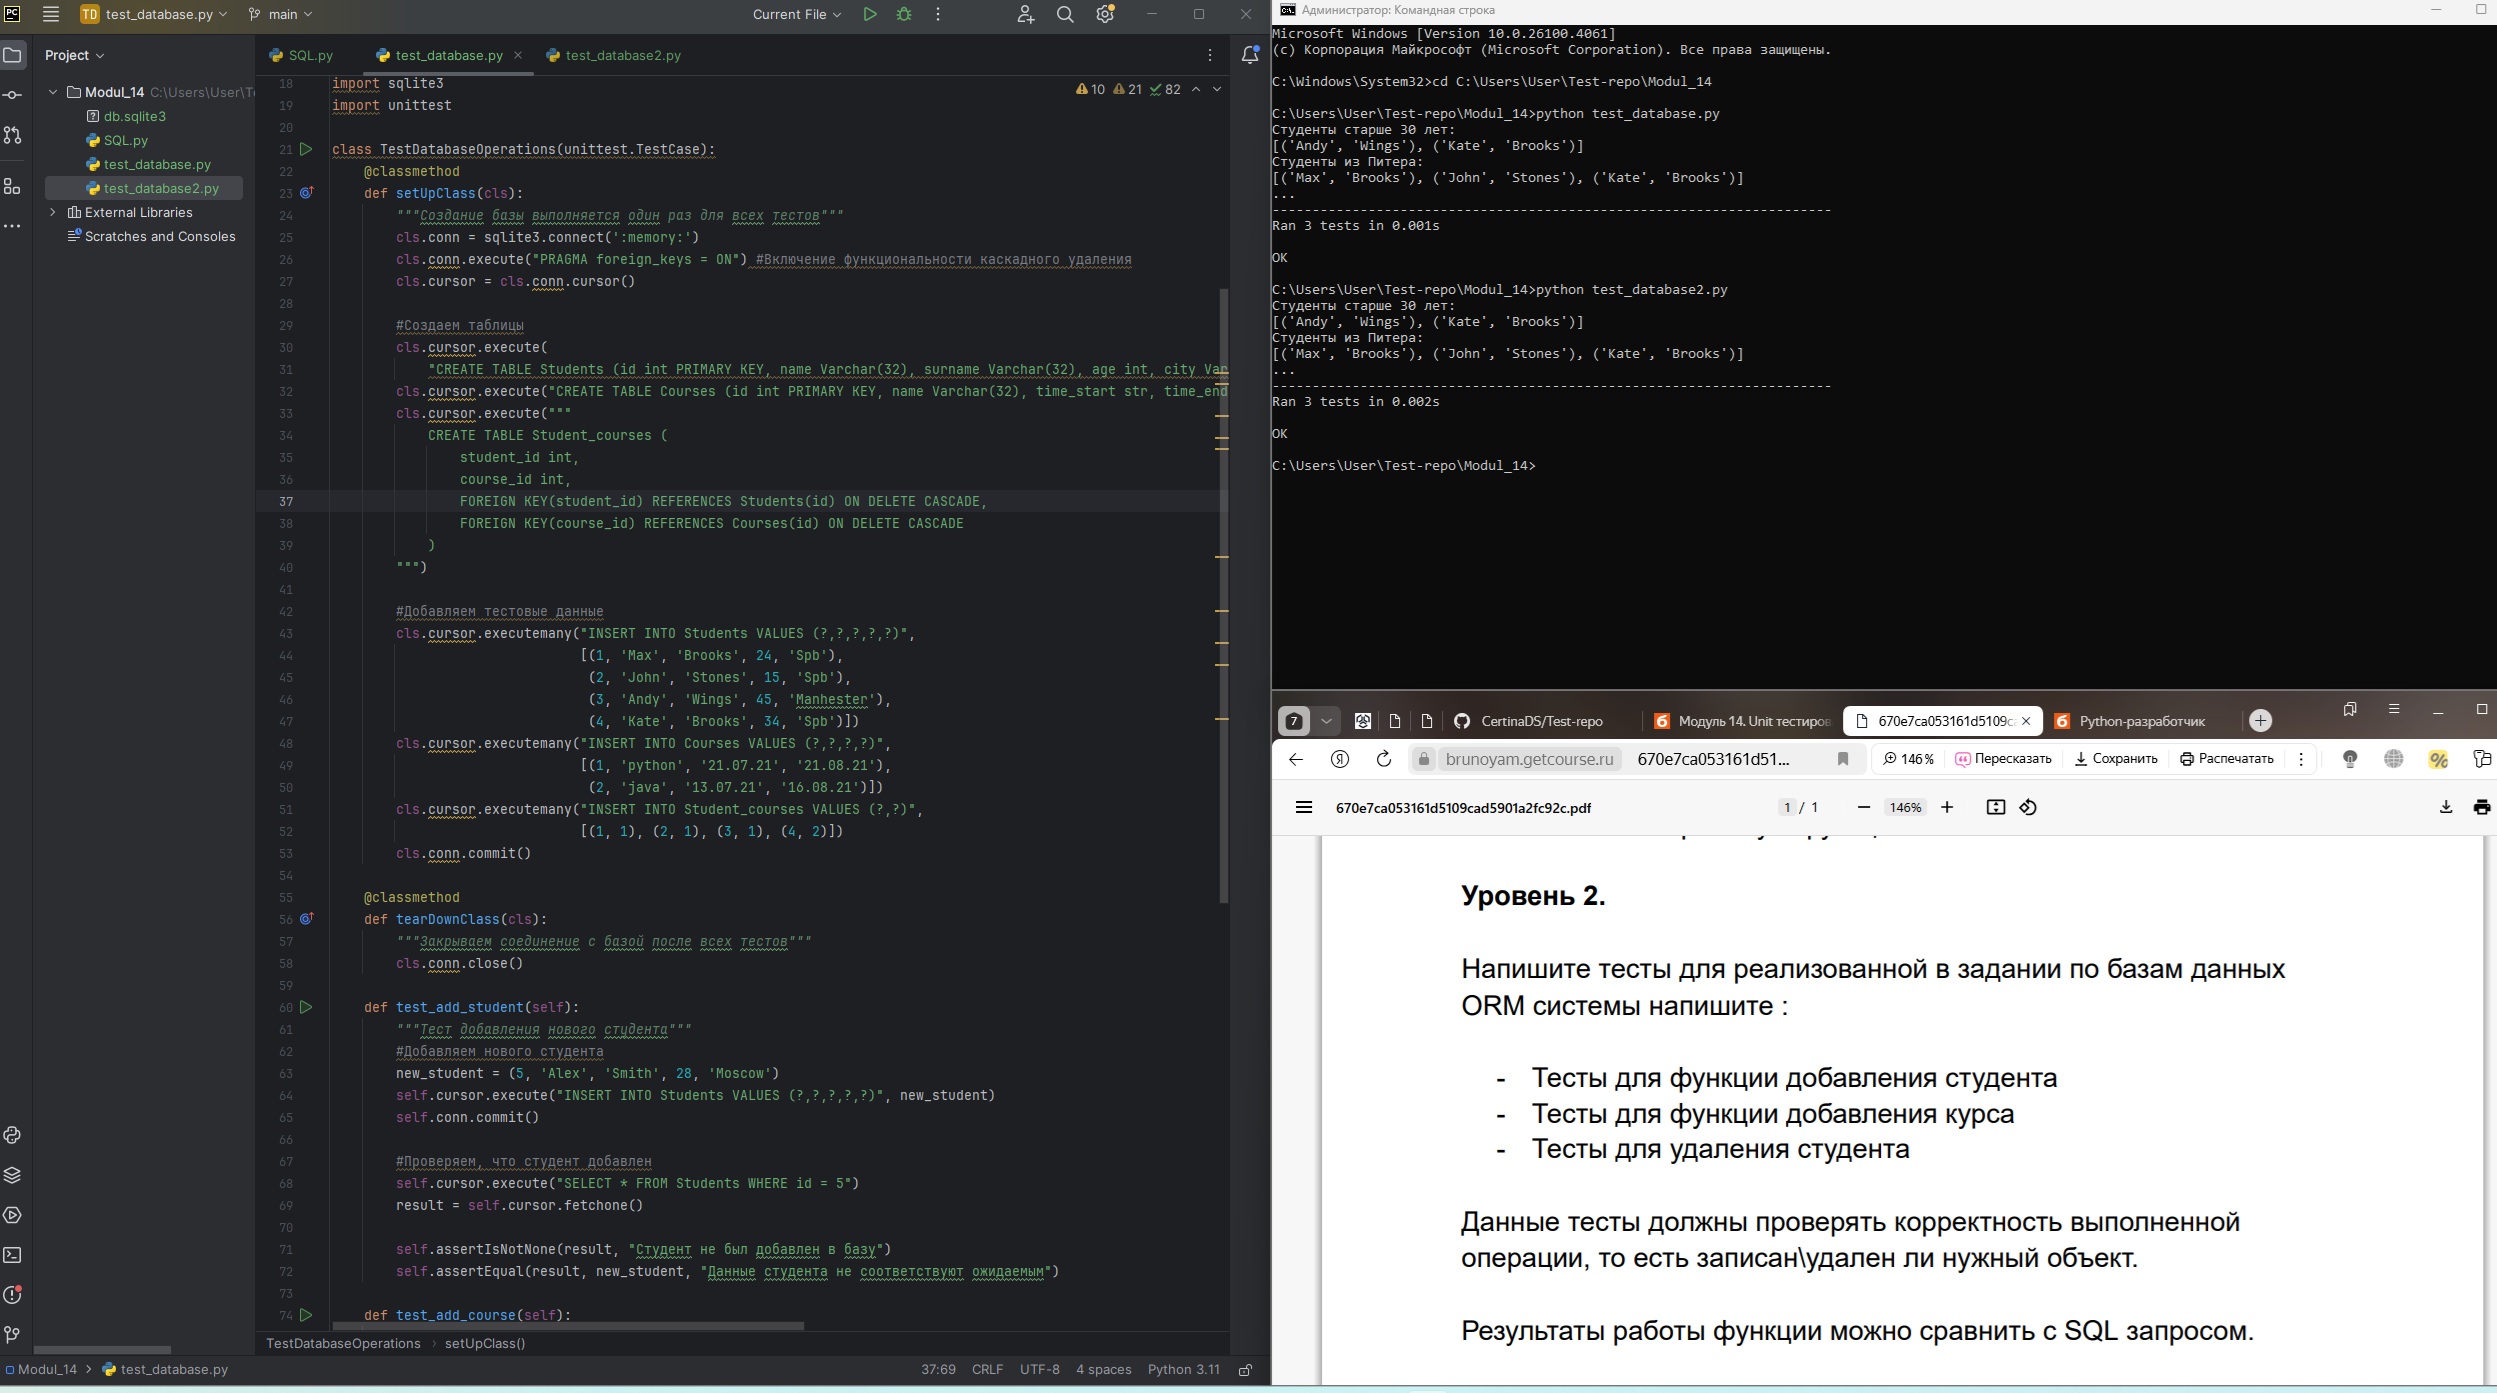 PC
TD test_database.py
main
Current File
Project
Modul_14 C:\Users\User\T
db.sqlite3
SQL.py
test_database.py
test_database2.py
External Libraries
Scratches and Consoles
SQL.py
test_database.py
test_database2.py
10 21 82
18 import sqlite3
19 import unittest
20
21 class TestDatabaseOperations(unittest.TestCase):
22 @classmethod
23 def setUpClass(cls):
24 """Создание базы выполняется один раз для всех тестов"""
25 cls.conn = sqlite3.connect(':memory:')
26 cls.conn.execute("PRAGMA foreign_keys = ON") #Включение функциональности каскадного удаления
27 cls.cursor = cls.conn.cursor()
28
29 #Создаем таблицы
30 cls.cursor.execute(
31 "CREATE TABLE Students (id int PRIMARY KEY, name Varchar(32), surname Varchar(32), age int, city Var
32 cls.cursor.execute("CREATE TABLE Courses (id int PRIMARY KEY, name Varchar(32), time_start str, time_end
33 cls.cursor.execute("""
34 CREATE TABLE Student_courses (
35 student_id int,
36 course_id int,
37 FOREIGN KEY(student_id) REFERENCES Students(id) ON DELETE CASCADE,
38 FOREIGN KEY(course_id) REFERENCES Courses(id) ON DELETE CASCADE
39 )
40 """)
41
42 #Добавляем тестовые данные
43 cls.cursor.executemany("INSERT INTO Students VALUES (?,?,?,?,?)",
44 [(1, 'Max', 'Brooks', 24, 'Spb'),
45 (2, 'John', 'Stones', 15, 'Spb'),
46 (3, 'Andy', 'Wings', 45, 'Manhester'),
47 (4, 'Kate', 'Brooks', 34, 'Spb')])
48 cls.cursor.executemany("INSERT INTO Courses VALUES (?,?,?,?)",
49 [(1, 'python', '21.07.21', '21.08.21'),
50 (2, 'java', '13.07.21', '16.08.21')])
51 cls.cursor.executemany("INSERT INTO Student_courses VALUES (?,?)",
52 [(1, 1), (2, 1), (3, 1), (4, 2)])
53 cls.conn.commit()
54
55 @classmethod
56 def tearDownClass(cls):
57 """Закрываем соединение с базой после всех тестов"""
58 cls.conn.close()
59
60 def test_add_student(self):
61 """Тест добавления нового студента"""
62 #Добавляем нового студента
63 new_student = (5, 'Alex', 'Smith', 28, 'Moscow')
64 self.cursor.execute("INSERT INTO Students VALUES (?,?,?,?,?)", new_student)
65 self.conn.commit()
66
67 #Проверяем, что студент добавлен
68 self.cursor.execute("SELECT * FROM Students WHERE id = 5")
69 result = self.cursor.fetchone()
70
71 self.assertIsNotNone(result, "Студент не был добавлен в базу")
72 self.assertEqual(result, new_student, "Данные студента не соответствуют ожидаемым")
73
74 def test_add_course(self):
TestDatabaseOperations setUpClass()
Modul_14 test_database.py
37:69 CRLF UTF-8 4 spaces Python 3.11
Администратор: Командная строка
Microsoft Windows [Version 10.0.26100.4061]
(c) Корпорация Майкрософт (Microsoft Corporation). Все права защищены.
C:\Windows\System32>cd C:\Users\User\Test-repo\Modul_14
C:\Users\User\Test-repo\Modul_14>python test_database.py
Студенты старше 30 лет:
[('Andy', 'Wings'), ('Kate', 'Brooks')]
Студенты из Питера:
[('Max', 'Brooks'), ('John', 'Stones'), ('Kate', 'Brooks')]
...
----------------------------------------------------------------------
Ran 3 tests in 0.001s
OK
C:\Users\User\Test-repo\Modul_14>python test_database2.py
Студенты старше 30 лет:
[('Andy', 'Wings'), ('Kate', 'Brooks')]
Студенты из Питера:
[('Max', 'Brooks'), ('John', 'Stones'), ('Kate', 'Brooks')]
...
----------------------------------------------------------------------
Ran 3 tests in 0.002s
OK
C:\Users\User\Test-repo\Modul_14>
7
CertinaDS/Test-repo
Модуль 14. Unit тестиров
670e7ca053161d5109c
Python-разработчик
brunoyam.getcourse.ru 670e7ca053161d51...
146% Пересказать Сохранить Распечатать
670e7ca053161d5109cad5901a2fc92c.pdf
1 / 1
146%
Уровень 2.
Напишите тесты для реализованной в задании по базам данных
ORM системы напишите :
- Тесты для функции добавления студента
- Тесты для функции добавления курса
- Тесты для удаления студента
Данные тесты должны проверять корректность выполненной
операции, то есть записан\удален ли нужный объект.
Результаты работы функции можно сравнить с SQL запросом.